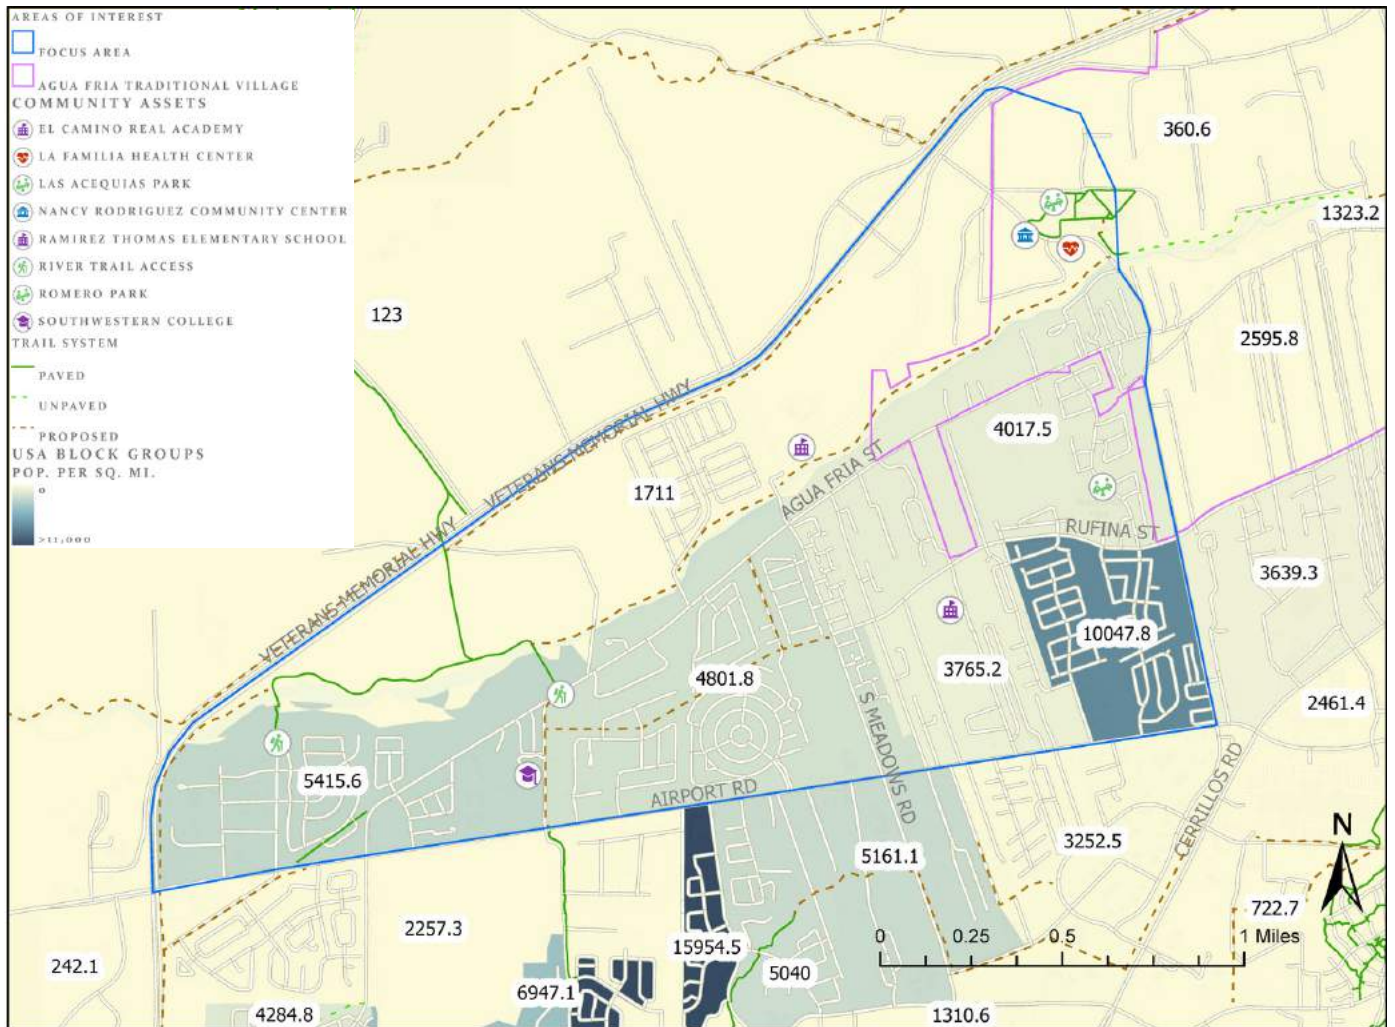 AREAS OF INTEREST
FOCUS AREA
AGUA FRIA TRADITIONAL VILLAGE
COMMUNITY ASSETS
EL CAMINO REAL ACADEMY
LA FAMILIA HEALTH CENTER
LAS ACEQUIAS PARK
NANCY RODRIGUEZ COMMUNITY CENTER
RAMIREZ THOMAS ELEMENTARY SCHOOL
RIVER TRAIL ACCESS
ROMERO PARK
SOUTHWESTERN COLLEGE
TRAIL SYSTEM
PAVED
UNPAVED
PROPOSED
USA BLOCK GROUPS
POP. PER SQ. MI.
0
>11,000
360.6
1323.2
123
2595.8
VETERANS MEMORIAL HWY
4017.5
1711
AGUA FRIA ST
RUFINA ST
VETERANS MEMORIAL HWY
3639.3
10047.8
3765.2
4801.8
2461.4
S MEADOWS RD
5415.6
AIRPORT RD
CERRILLOS RD
N
3252.5
5161.1
722.7
2257.3
15954.5
0 0.25 0.5 1 Miles
242.1
5040
6947.1
4284.8
1310.6